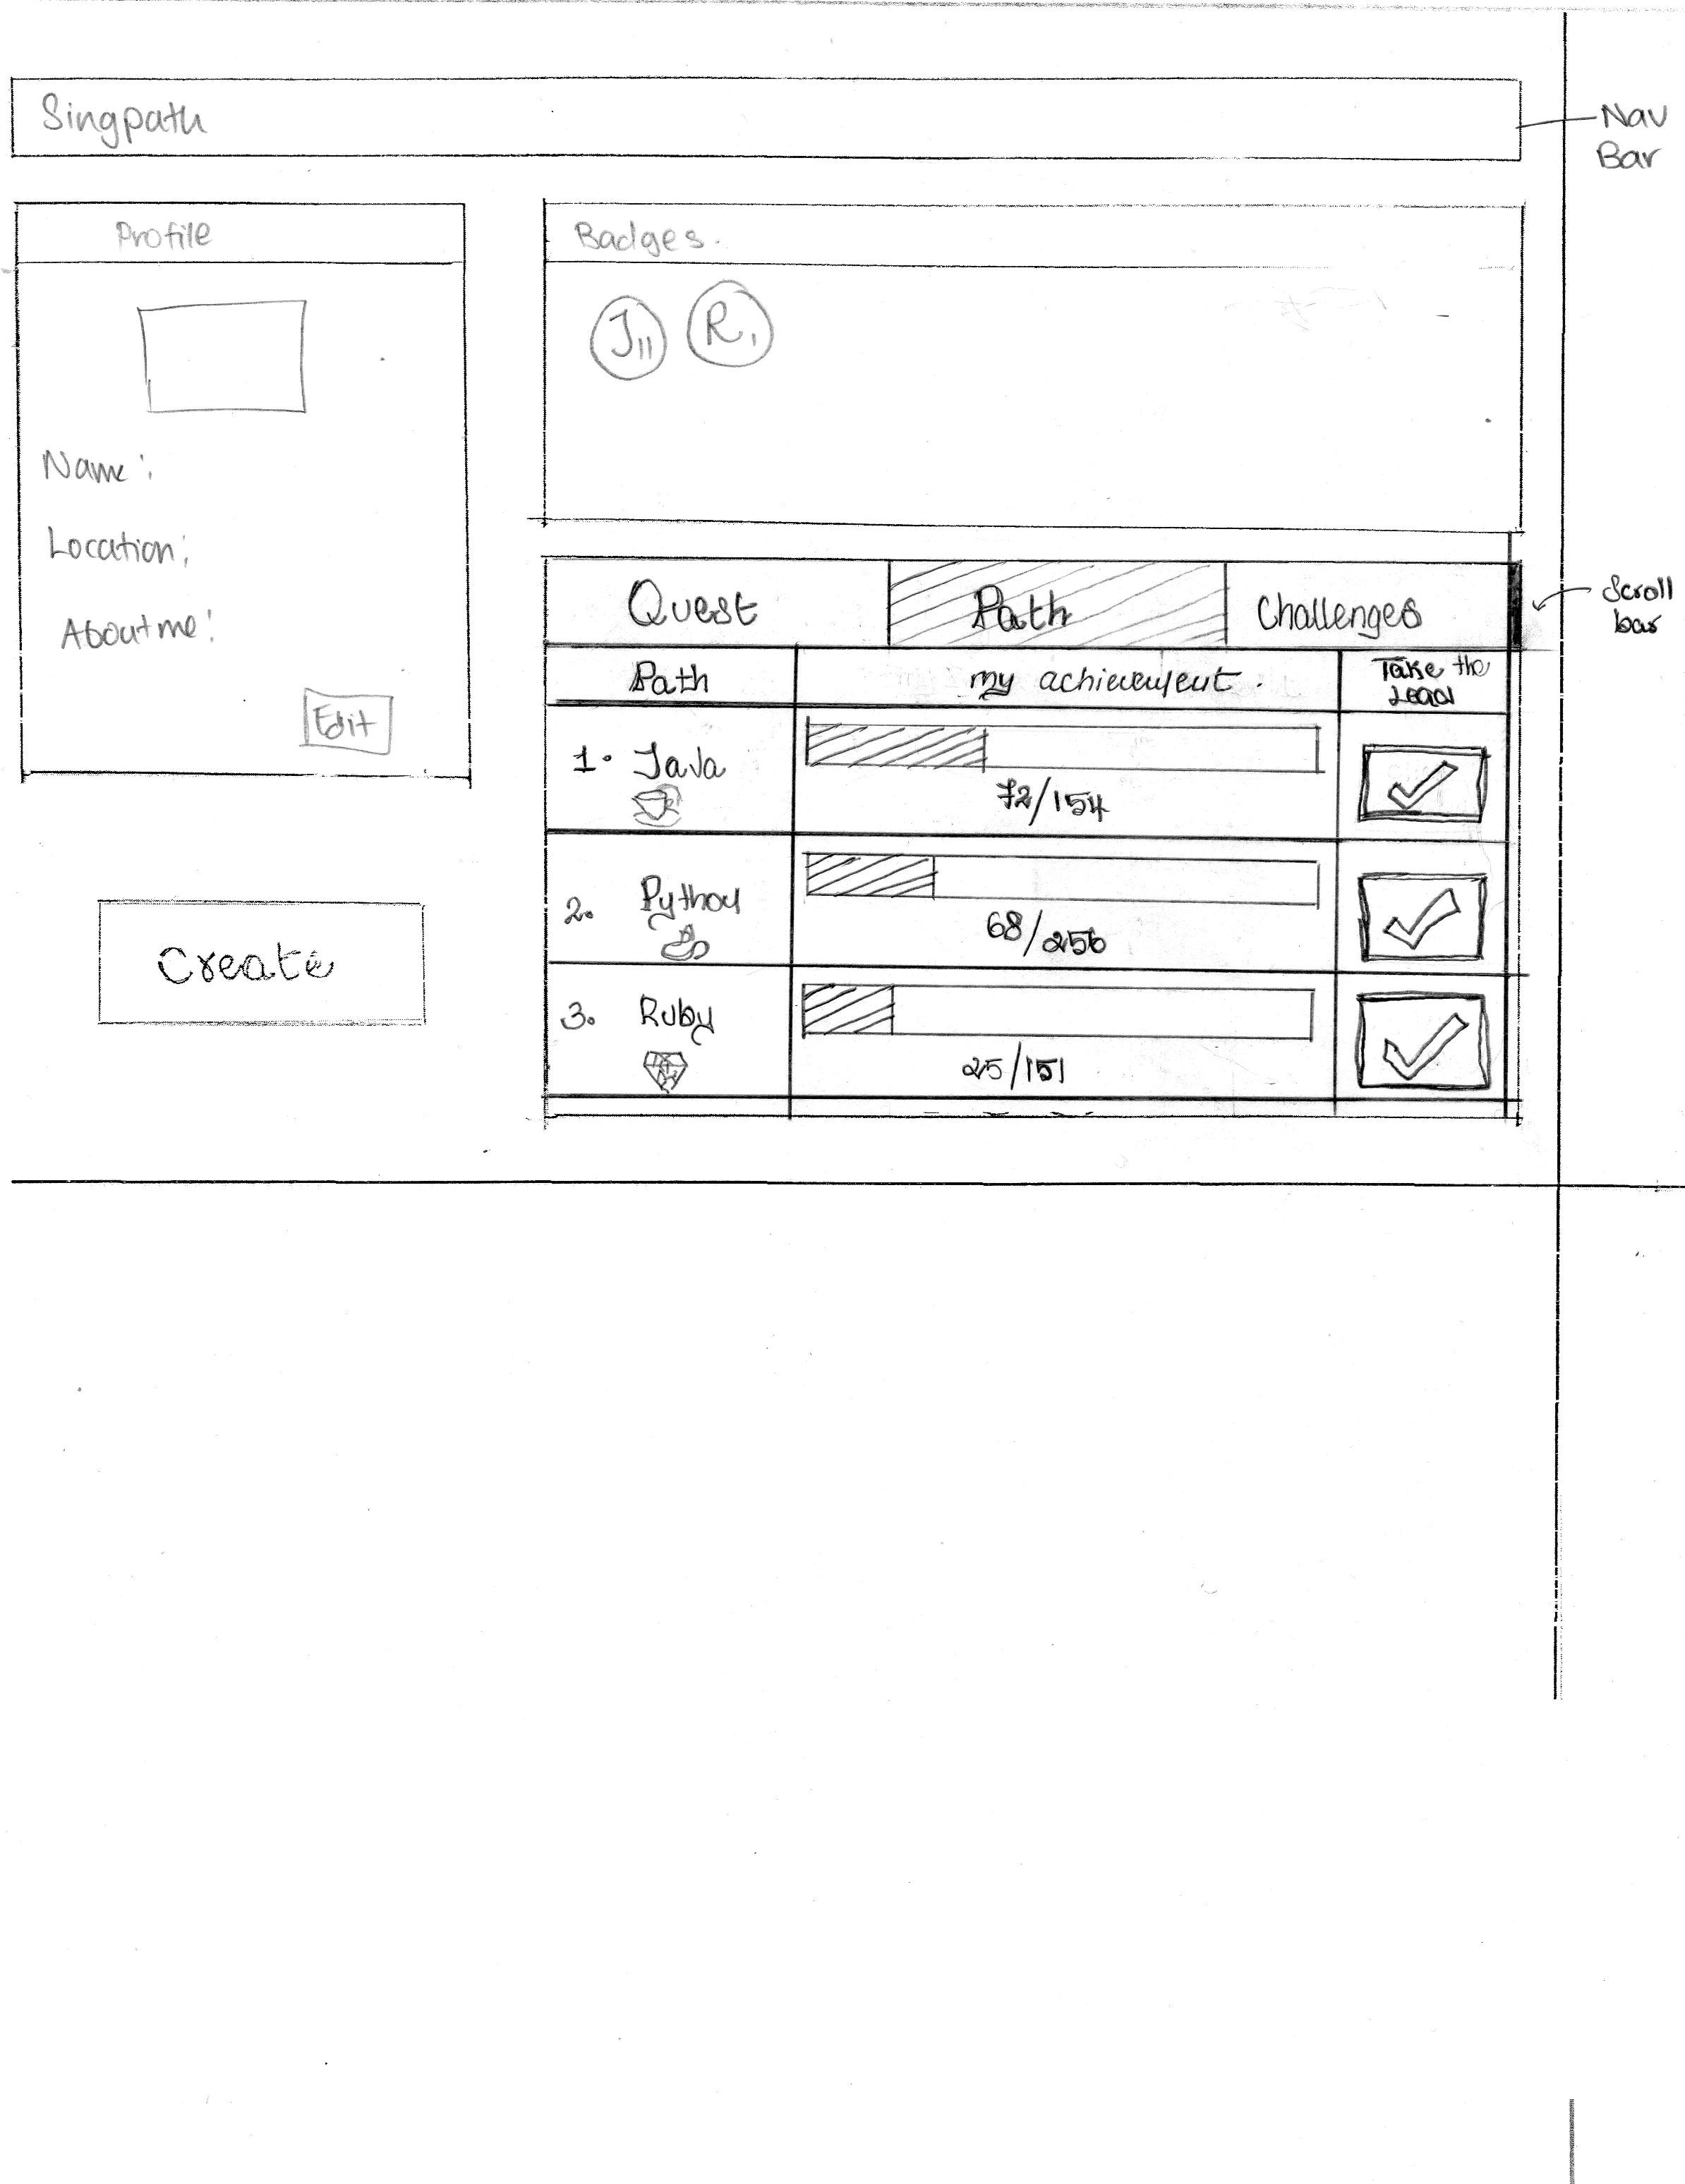 Singpath
Nav
Bar
Profile
Name:
Location:
About me:
Edit
Create
Badges.
J11
R1
Quest
Path
Challenges
Scroll
bar
Path
my achievement.
Take the
Lead
1. Java
72/154
2. Python
68/256
3. Ruby
25/151